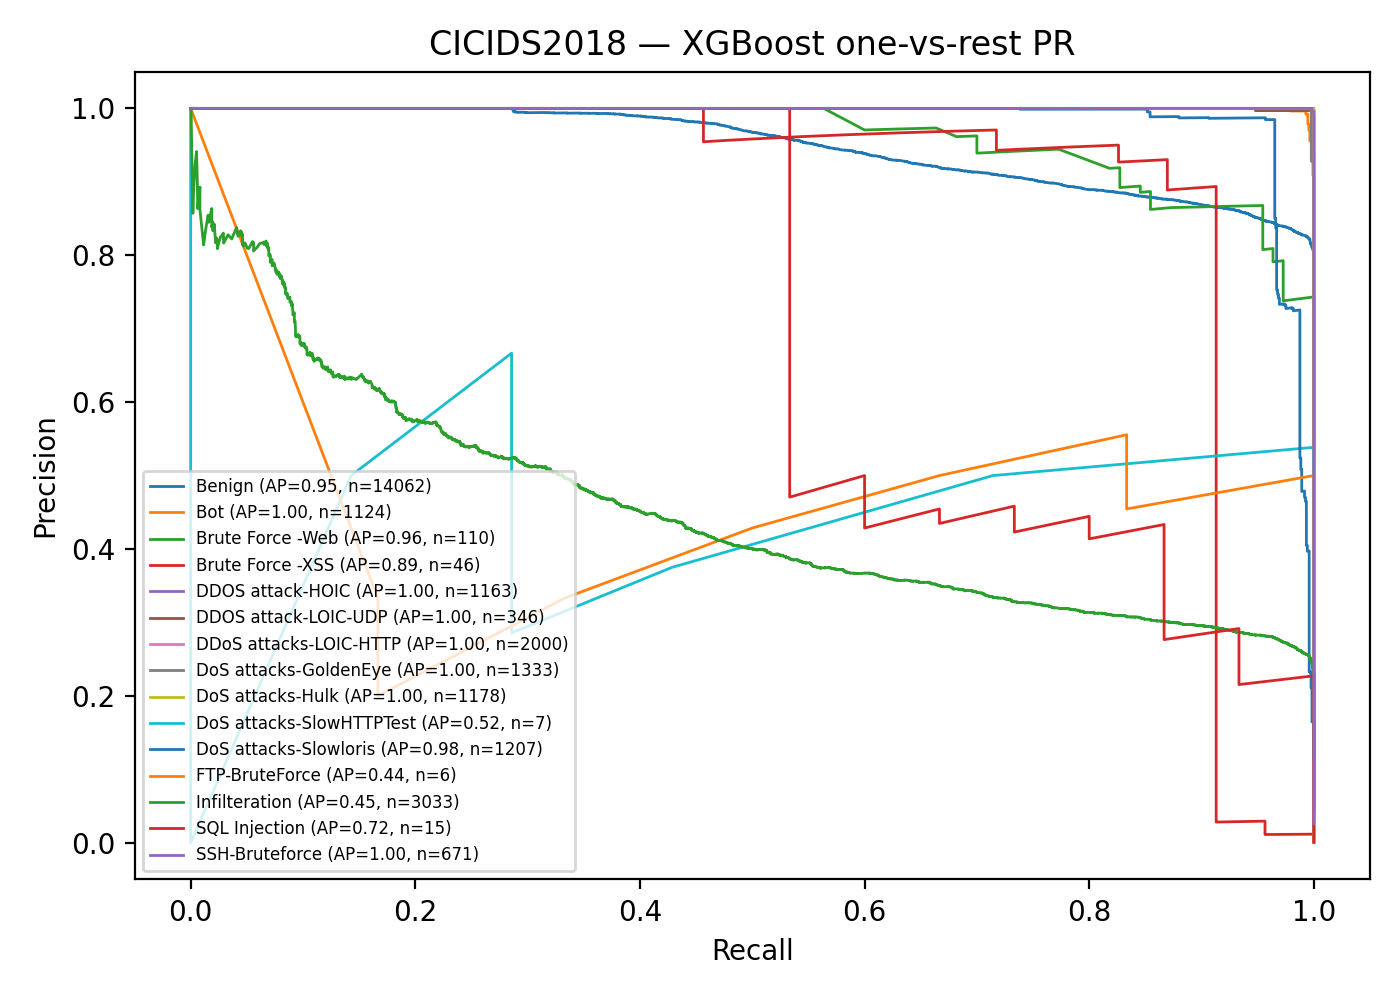 CICIDS2018 — XGBoost one-vs-rest PR
1.0
0.8
0.6
0.4
0.2
0.0
Precision
Benign (AP=0.95, n=14062)
Bot (AP=1.00, n=1124)
Brute Force -Web (AP=0.96, n=110)
Brute Force -XSS (AP=0.89, n=46)
DDOS attack-HOIC (AP=1.00, n=1163)
DDOS attack-LOIC-UDP (AP=1.00, n=346)
DDoS attacks-LOIC-HTTP (AP=1.00, n=2000)
DoS attacks-GoldenEye (AP=1.00, n=1333)
DoS attacks-Hulk (AP=1.00, n=1178)
DoS attacks-SlowHTTPTest (AP=0.52, n=7)
DoS attacks-Slowloris (AP=0.98, n=1207)
FTP-BruteForce (AP=0.44, n=6)
Infilteration (AP=0.45, n=3033)
SQL Injection (AP=0.72, n=15)
SSH-Bruteforce (AP=1.00, n=671)
0.0 0.2 0.4 0.6 0.8 1.0
Recall